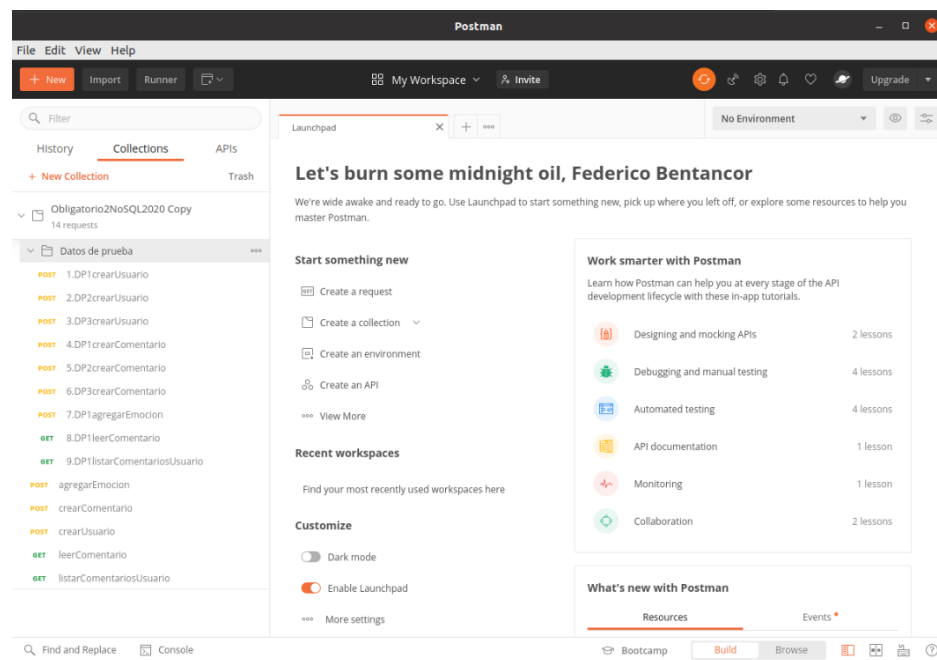 Postman
File Edit View Help
+ New Import Runner My Workspace Invite Upgrade
Filter
History Collections APIs
+ New Collection Trash
Obligatorio2NoSQL2020 Copy
14 requests
Datos de prueba
POST 1.DP1crearUsuario
POST 2.DP2crearUsuario
POST 3.DP3crearUsuario
POST 4.DP1crearComentario
POST 5.DP2crearComentario
POST 6.DP3crearComentario
POST 7.DP1agregarEmocion
GET 8.DP1leerComentario
GET 9.DP1listarComentariosUsuario
POST agregarEmocion
POST crearComentario
POST crearUsuario
GET leerComentario
GET listarComentariosUsuario
Launchpad
No Environment
Let's burn some midnight oil, Federico Bentancor
We're wide awake and ready to go. Use Launchpad to start something new, pick up where you left off, or explore some resources to help you
master Postman.
Start something new
GET Create a request
Create a collection
Create an environment
Create an API
View More
Recent workspaces
Find your most recently used workspaces here
Customize
Dark mode
Enable Launchpad
More settings
Work smarter with Postman
Learn how Postman can help you at every stage of the API
development lifecycle with these in-app tutorials.
Designing and mocking APIs 2 lessons
Debugging and manual testing 4 lessons
Automated testing 4 lessons
API documentation 1 lesson
Monitoring 1 lesson
Collaboration 2 lessons
What's new with Postman
Resources Events
Find and Replace Console Bootcamp Build Browse